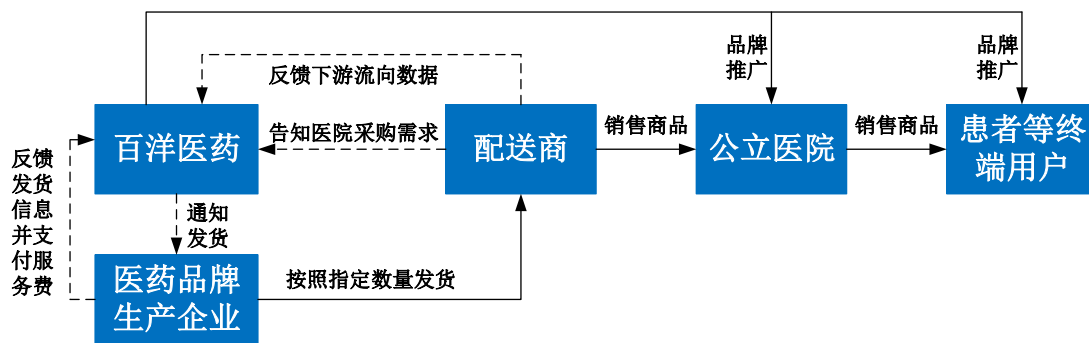 品牌
推广
品牌
推广
反馈下游流向数据
百洋医药
告知医院采购需求
配送商
销售商品
公立医院
销售商品
患者等终
端用户
反馈
发货
信息
并支
付服
务费
通知
发货
医药品牌
生产企业
按照指定数量发货